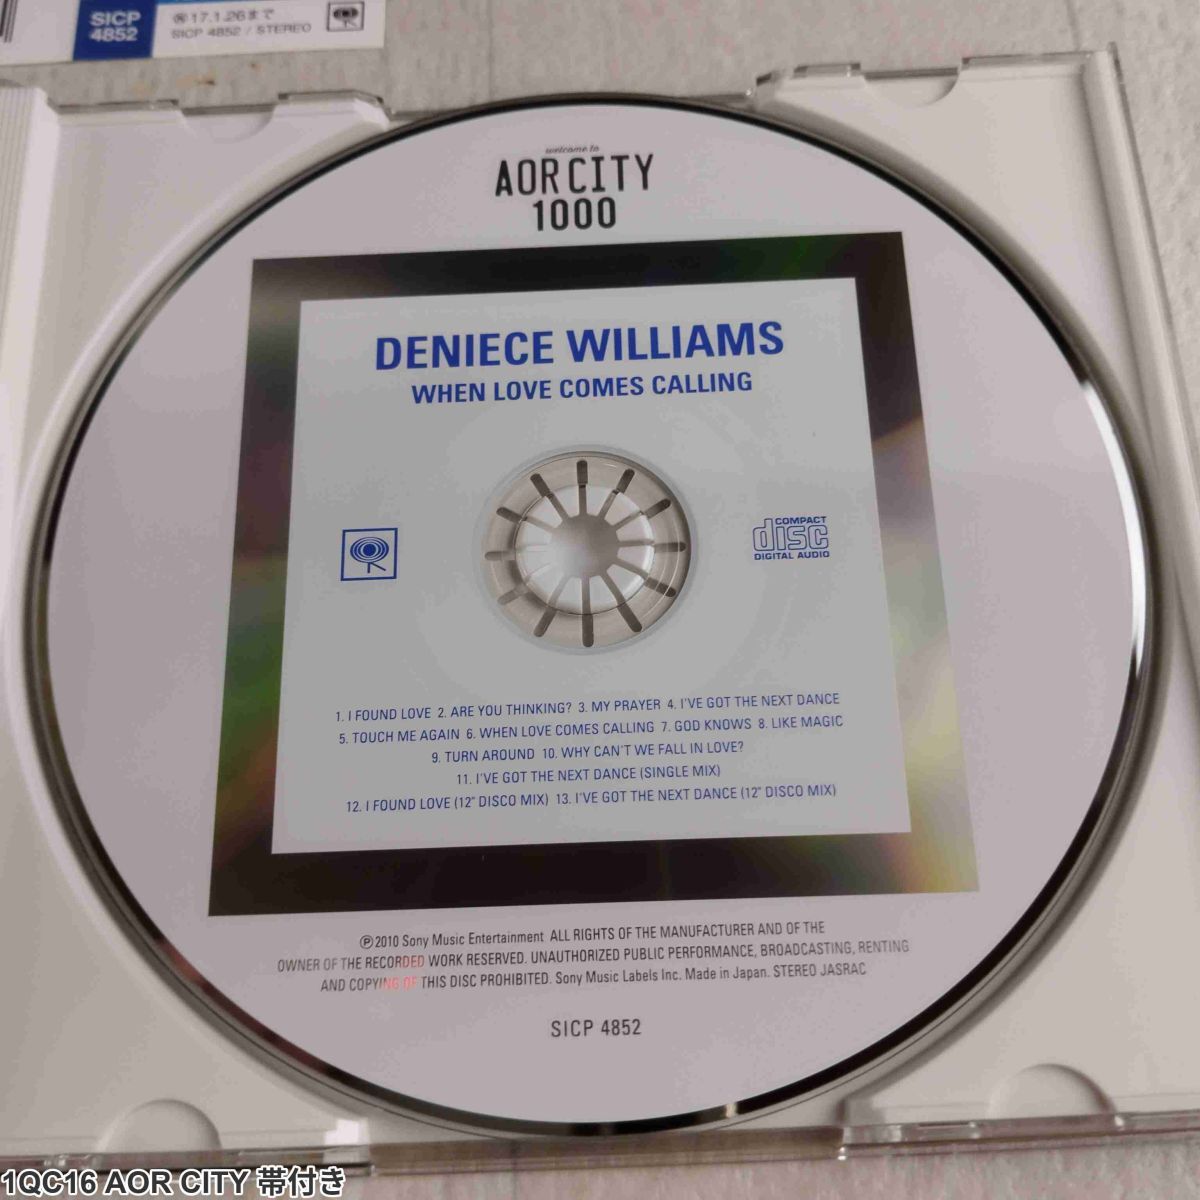 SICP
4852
㊝17.1.26まで
SICP 4852 / STEREO
welcome to
AOR CITY
1000
DENIECE WILLIAMS
WHEN LOVE COMES CALLING
COMPACT
disc
DIGITAL AUDIO
1. I FOUND LOVE 2. ARE YOU THINKING? 3. MY PRAYER 4. I'VE GOT THE NEXT DANCE
5. TOUCH ME AGAIN 6. WHEN LOVE COMES CALLING 7. GOD KNOWS 8. LIKE MAGIC
9. TURN AROUND 10. WHY CAN'T WE FALL IN LOVE?
11. I'VE GOT THE NEXT DANCE (SINGLE MIX)
12. I FOUND LOVE (12" DISCO MIX) 13. I'VE GOT THE NEXT DANCE (12" DISCO MIX)
℗2010 Sony Music Entertainment ALL RIGHTS OF THE MANUFACTURER AND OF THE
OWNER OF THE RECORDED WORK RESERVED. UNAUTHORIZED PUBLIC PERFORMANCE, BROADCASTING, RENTING
AND COPYING OF THIS DISC PROHIBITED. Sony Music Labels Inc. Made in Japan. STEREO JASRAC
SICP 4852
1QC16 AOR CITY 帯付き